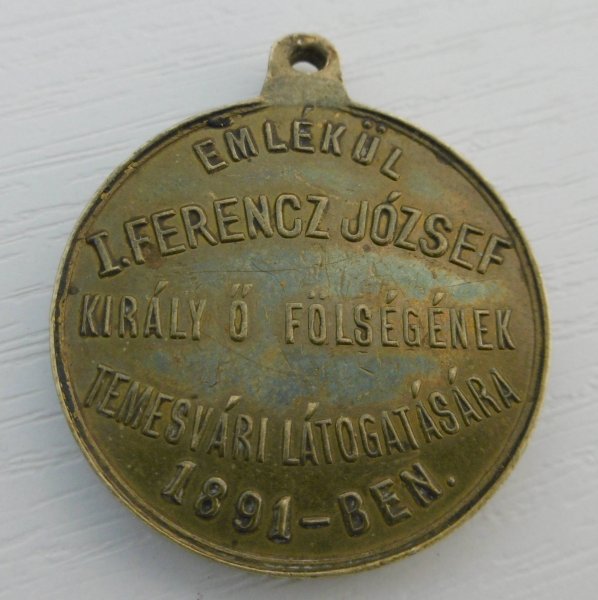 EMLÉKÜL
I. FERENCZ JÓZSEF
KIRÁLY Ő FÖLSÉGÉNEK
TEMESVÁRI LÁTOGATÁSÁRA
1891-BEN.